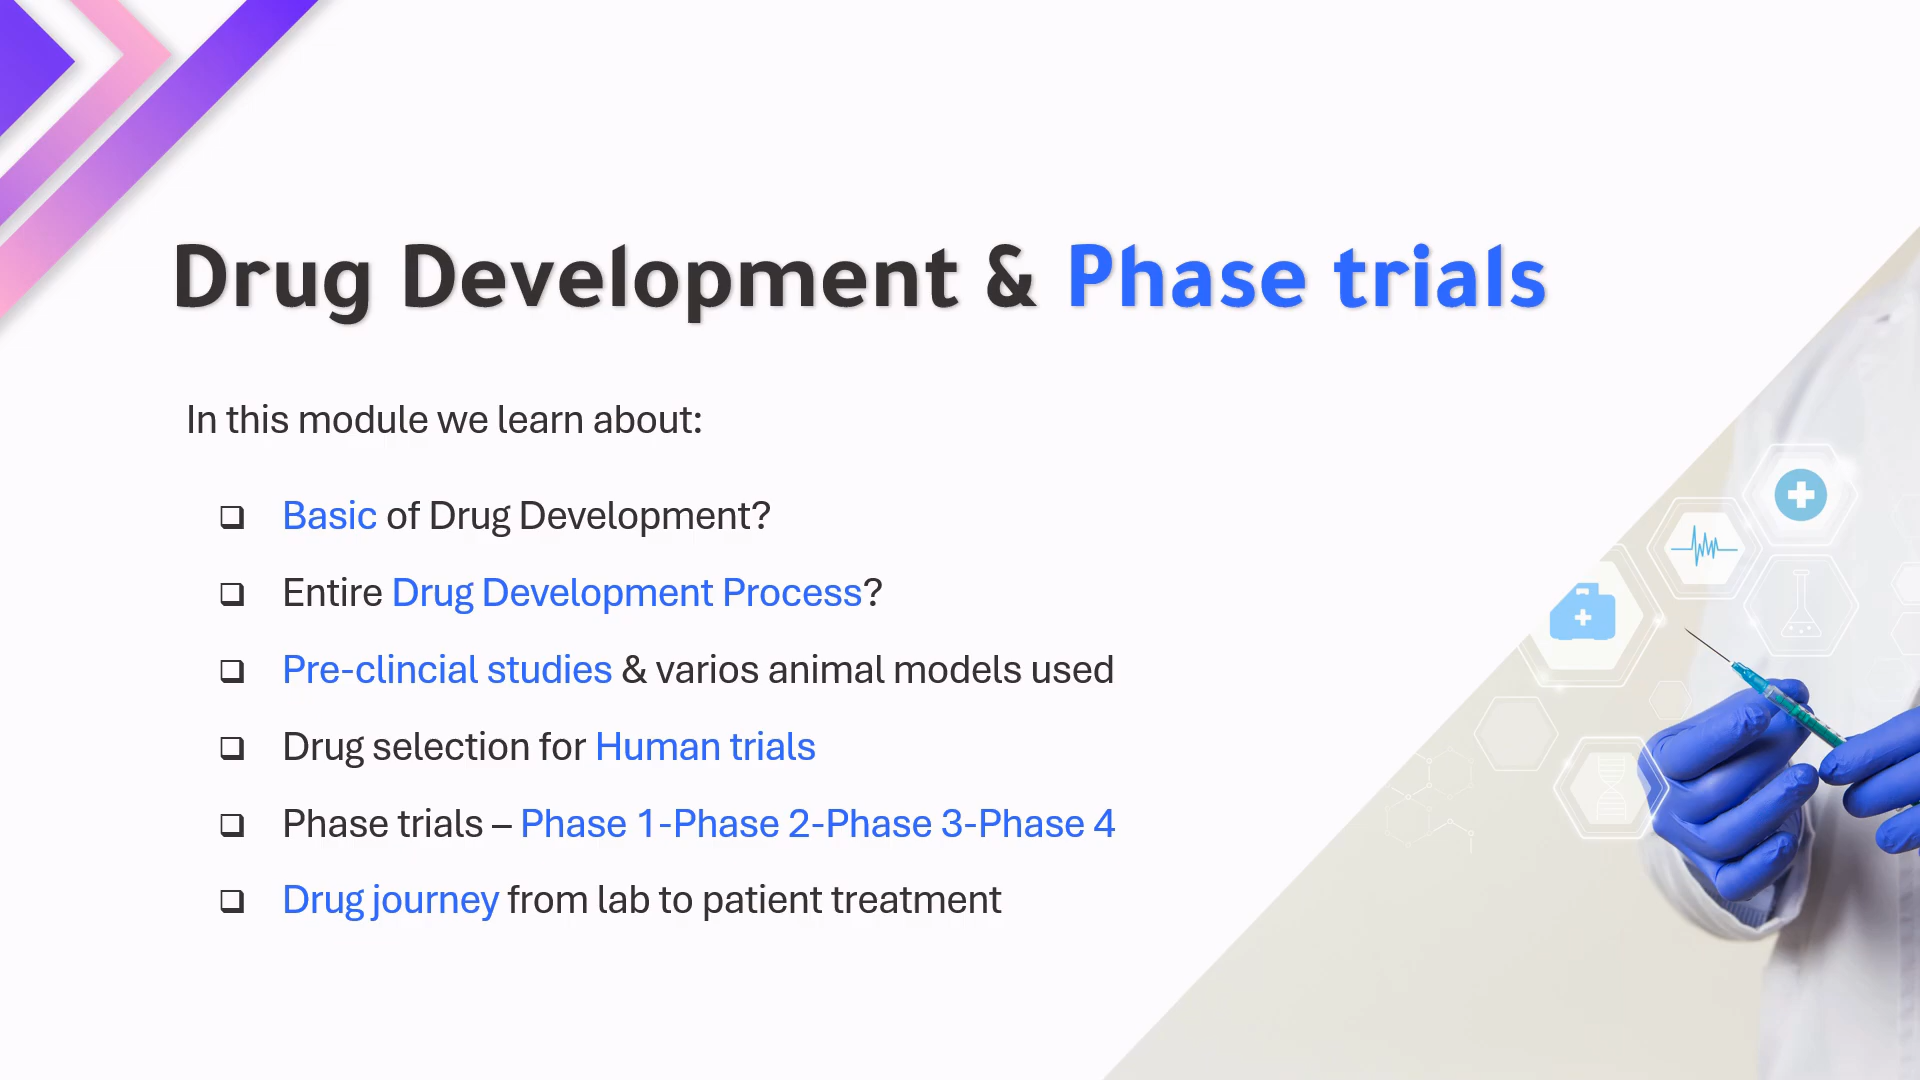 Drug Development & Phase trials
In this module we learn about:
❑ Basic of Drug Development?
❑ Entire Drug Development Process?
❑ Pre-clincial studies & varios animal models used
❑ Drug selection for Human trials
❑ Phase trials – Phase 1-Phase 2-Phase 3-Phase 4
❑ Drug journey from lab to patient treatment